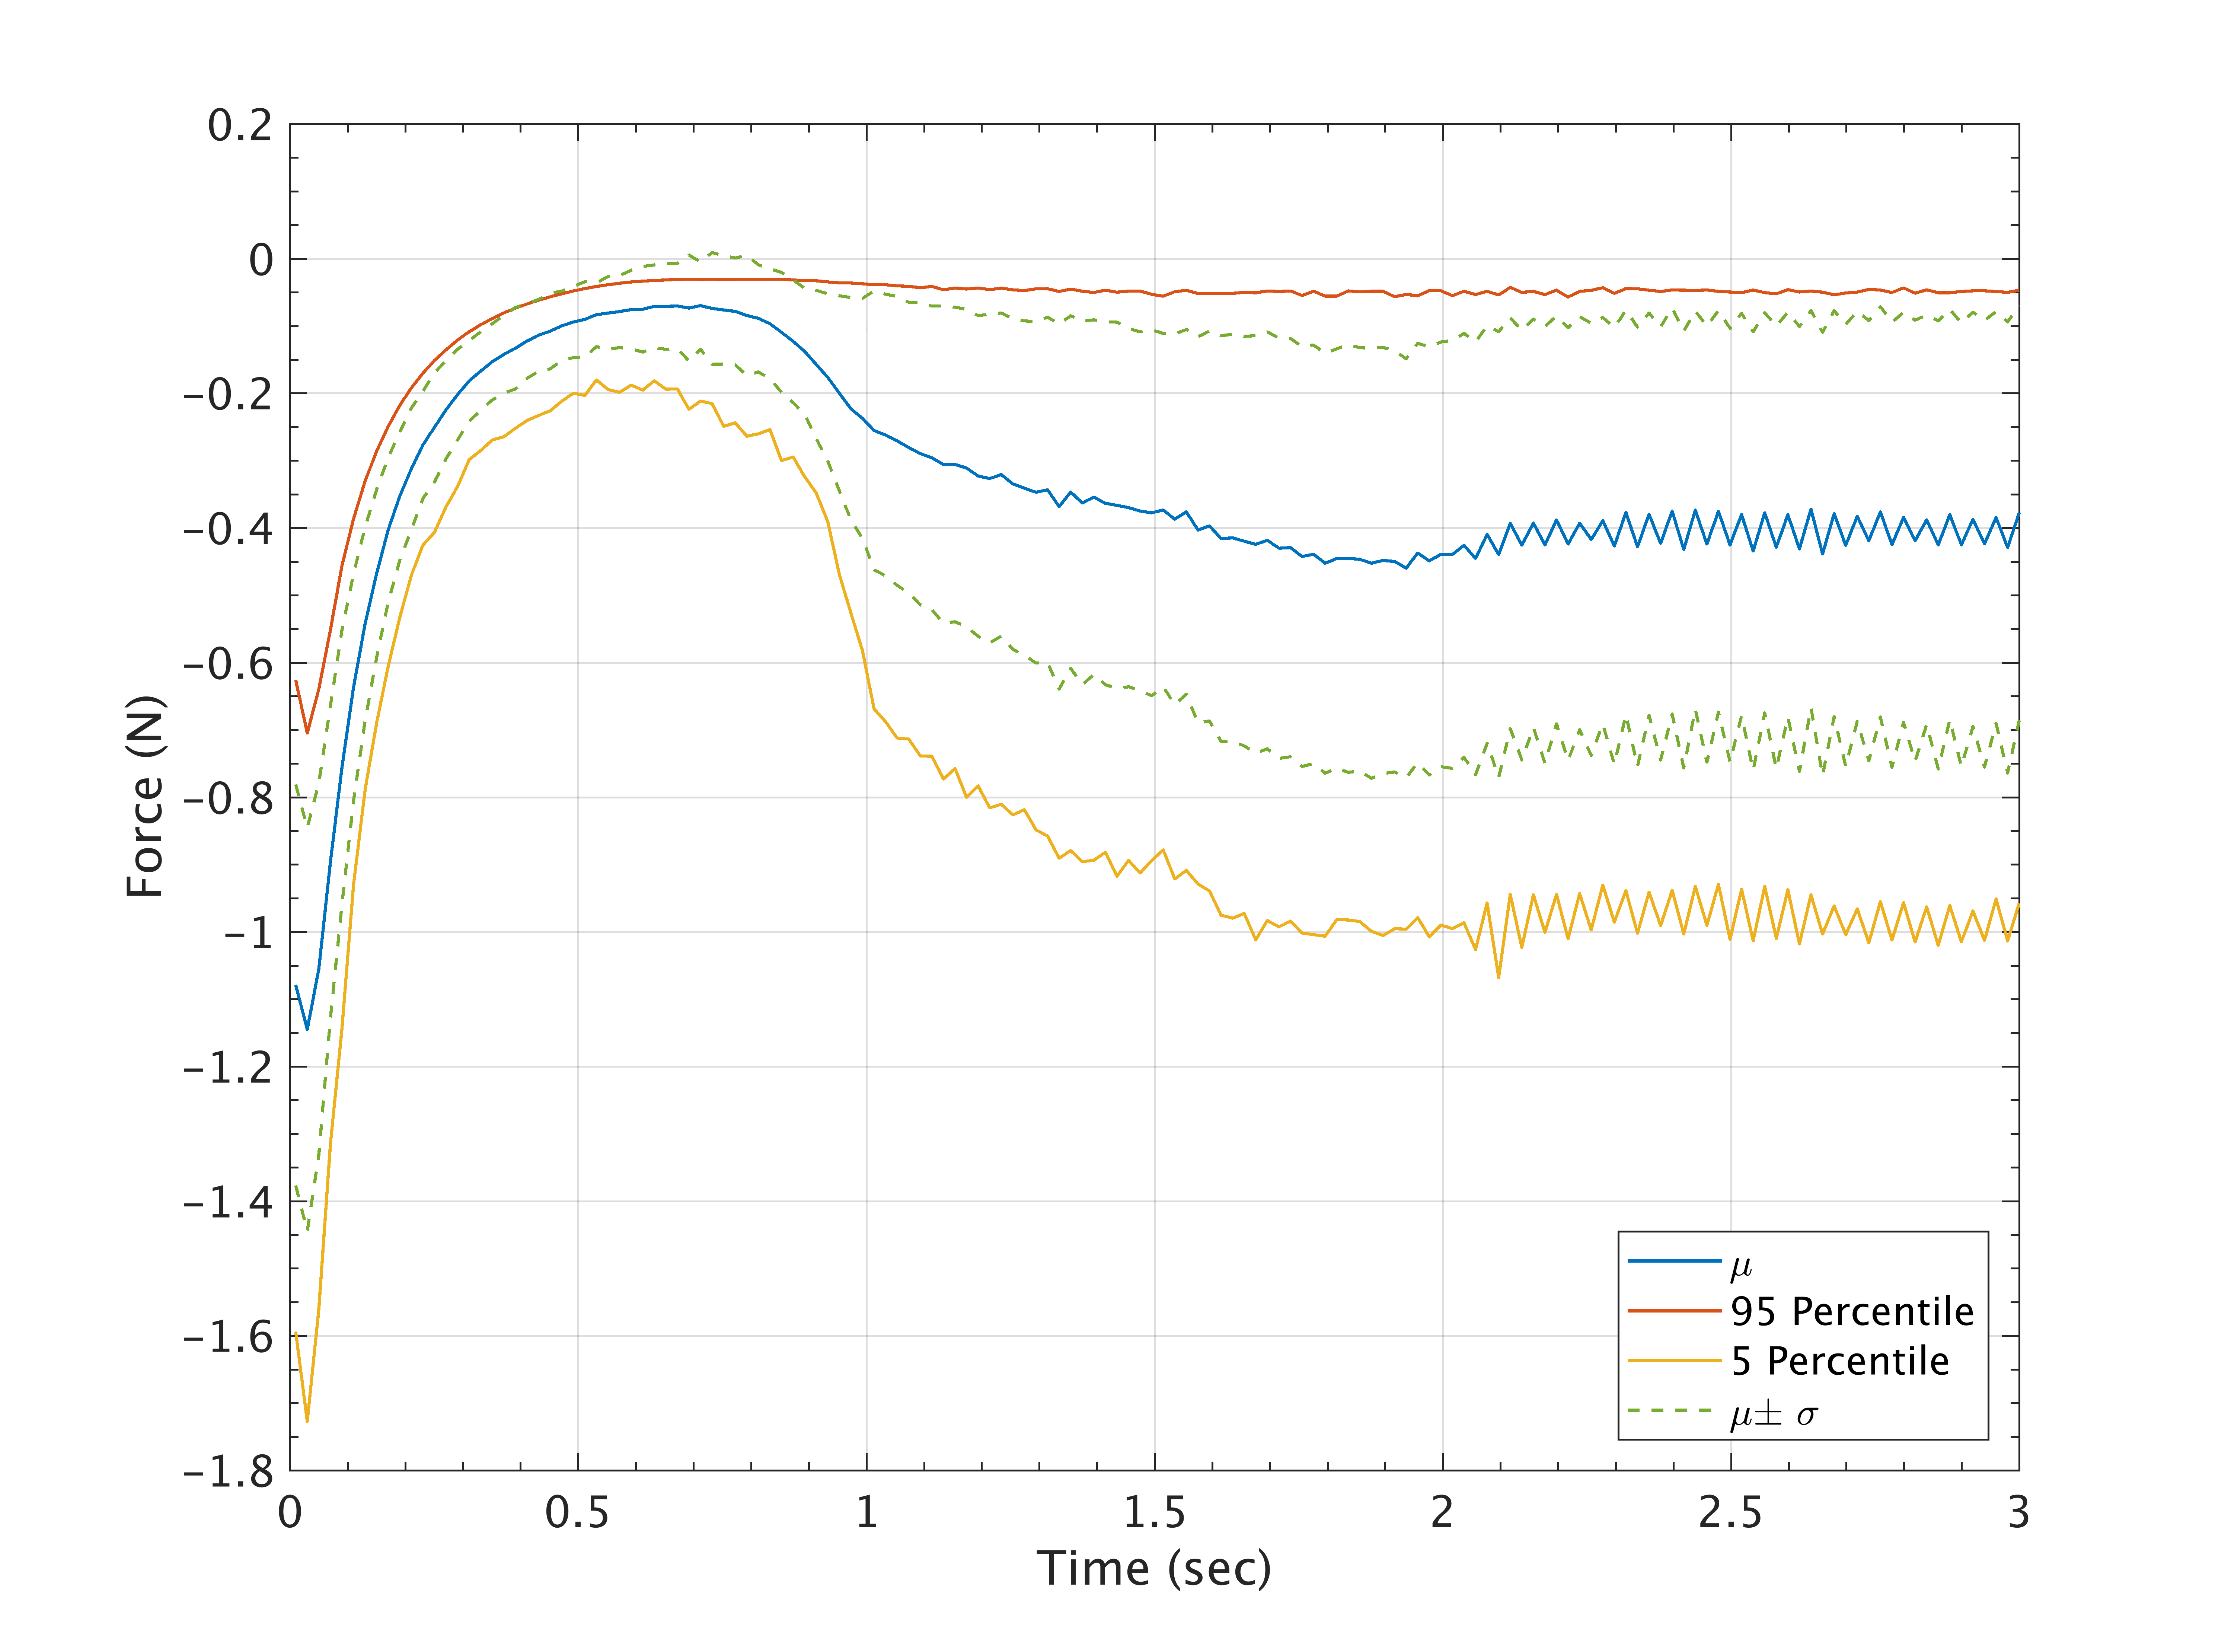 0.2
0
−0.2
−0.4
−0.6
−0.8
−1
−1.2
−1.4
−1.6
−1.8
Force (N)
μ
95 Percentile
5 Percentile
μ± σ
0 0.5 1 1.5 2 2.5 3
Time (sec)